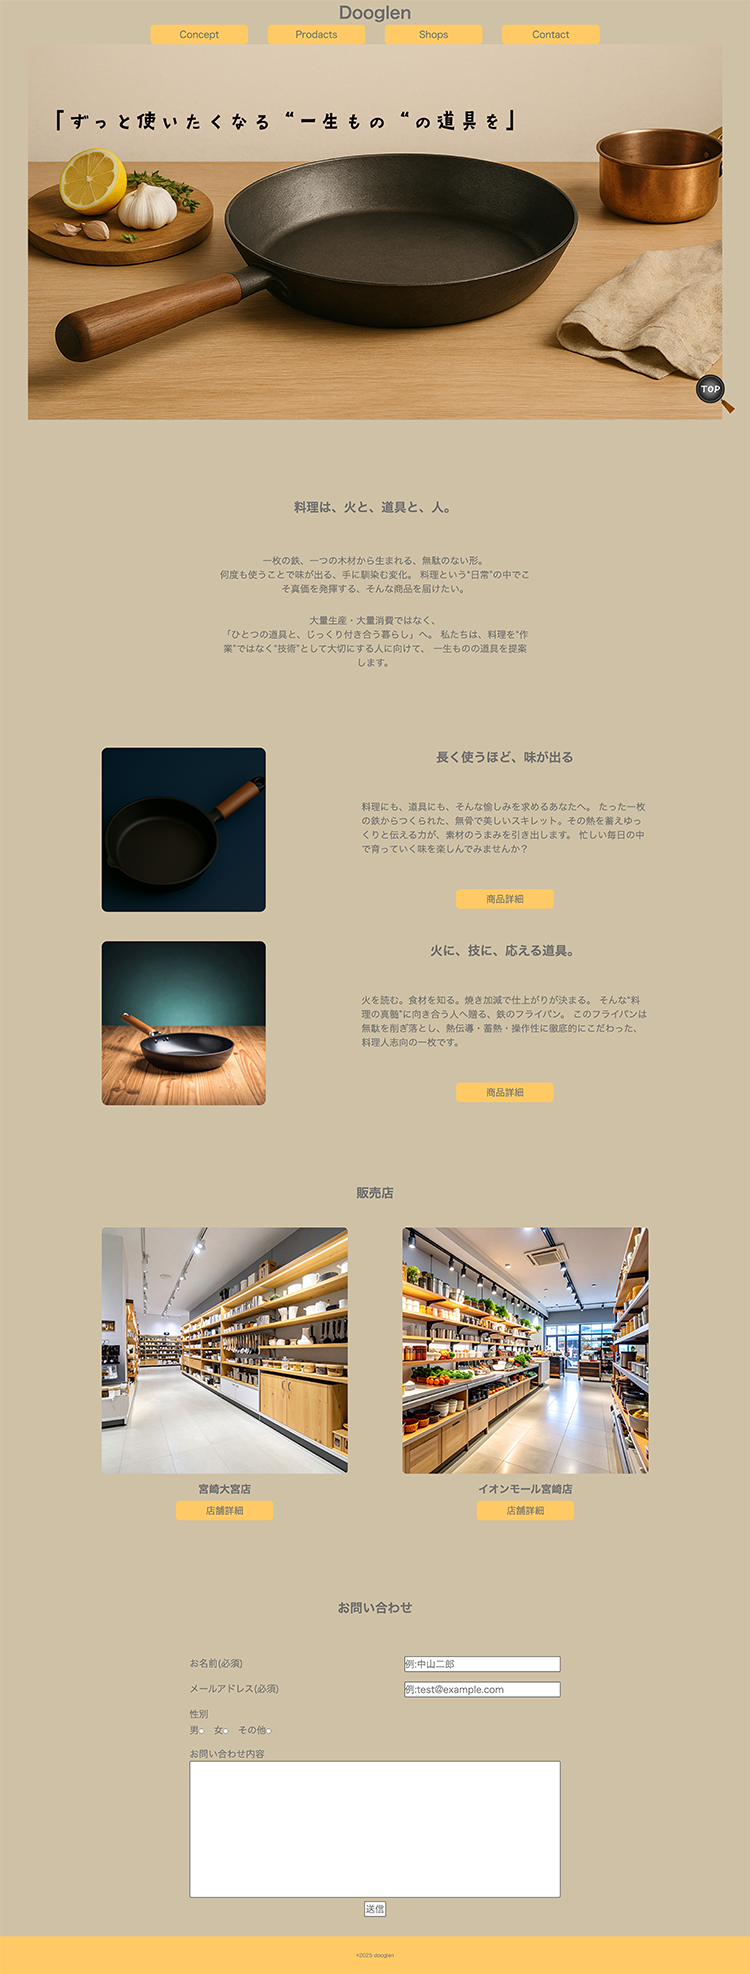 Dooglen
Concept
Prodacts
Shops
Contact
「ずっと使いたくなる“一生もの“の道具を」
TOP
料理は、火と、道具と、人。
一枚の鉄、一つの木材から生まれる、無駄のない形。
何度も使うことで味が出る、手に馴染む変化。 料理という“日常”の中でこ
そ真価を発揮する、そんな商品を届けたい。
大量生産・大量消費ではなく、
「ひとつの道具と、じっくり付き合う暮らし」へ。 私たちは、料理を“作
業”ではなく“技術”として大切にする人に向けて、 一生ものの道具を提案
します。
長く使うほど、味が出る
料理にも、道具にも、そんな愉しみを求めるあなたへ。 たった一枚
の鉄からつくられた、無骨で美しいスキレット。その熱を蓄えゆっ
くりと伝える力が、素材のうまみを引き出します。 忙しい毎日の中
で育っていく味を楽しんでみませんか？
商品詳細
火に、技に、応える道具。
火を読む。食材を知る。焼き加減で仕上がりが決まる。 そんな“料
理の真髄”に向き合う人へ贈る、鉄のフライパン。 このフライパンは
無駄を削ぎ落とし、熱伝導・蓄熱・操作性に徹底的にこだわった、
料理人志向の一枚です。
商品詳細
販売店
宮崎大宮店
店舗詳細
イオンモール宮崎店
店舗詳細
お問い合わせ
お名前(必須)
例:中山二郎
メールアドレス(必須)
例:test@example.com
性別
男 女 その他
お問い合わせ内容
送信
©2025 dooglen